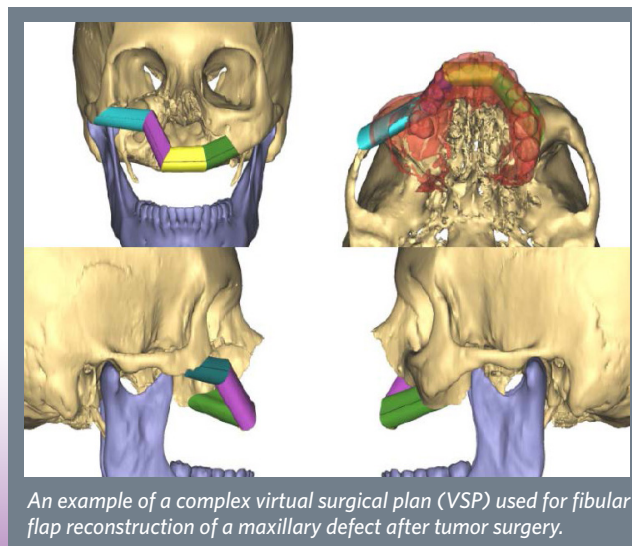 An example of a complex virtual surgical plan (VSP) used for fibular
flap reconstruction of a maxillary defect after tumor surgery.